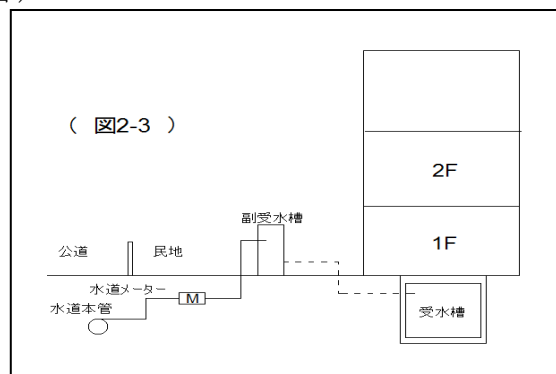 （ 図2-3 ）
2F
副受水槽
1F
公道
民地
水道メーター
M
水道本管
受水槽